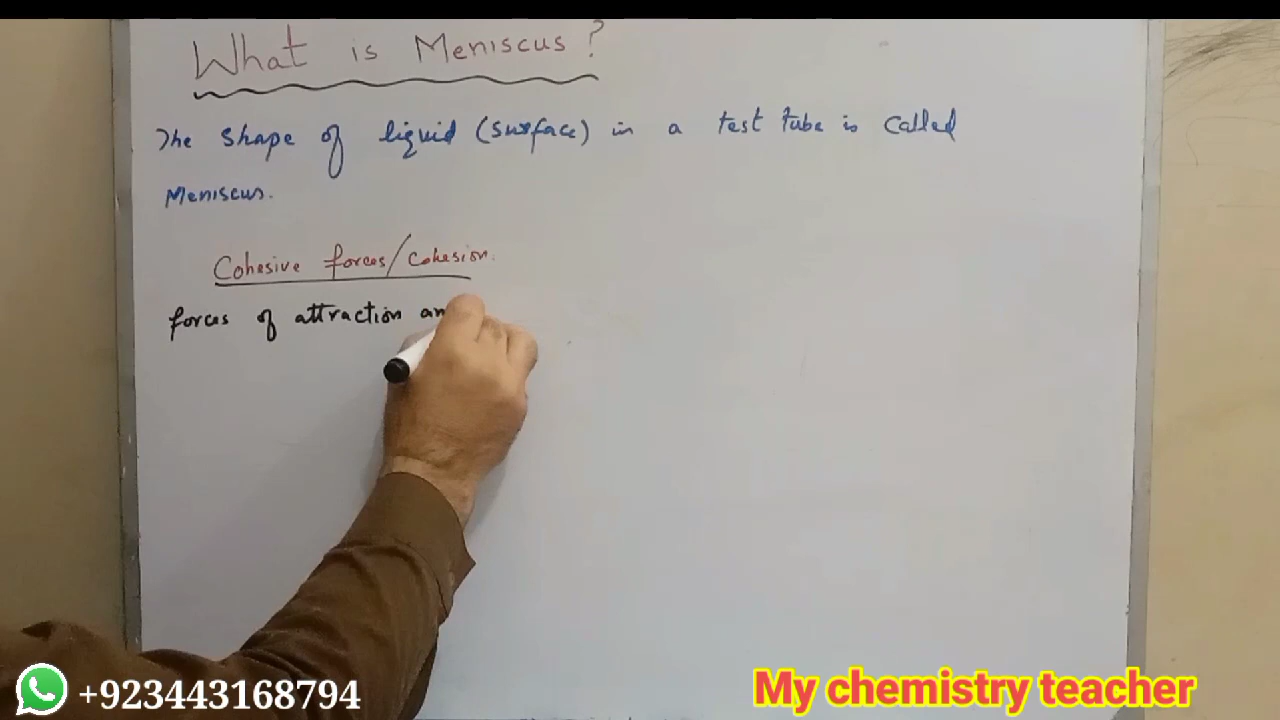 What is Meniscus?
The shape of liquid (surface) in a test tube is called
Meniscus.
Cohesive forces/cohesion.
forces of attraction am
+923443168794
My chemistry teacher